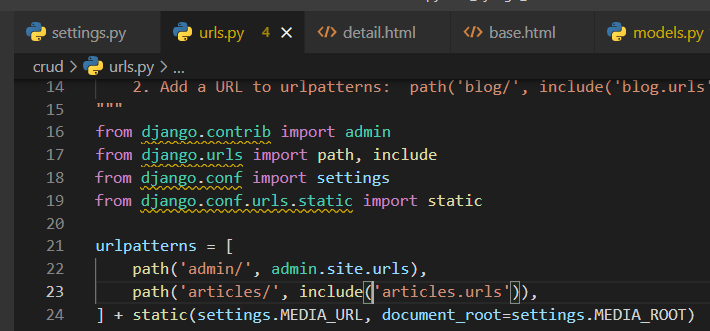 settings.py
urls.py 4 ×
detail.html
base.html
models.py
crud > urls.py > ...
14 2. Add a URL to urlpatterns: path('blog/', include('blog.urls'
15 """
16 from django.contrib import admin
17 from django.urls import path, include
18 from django.conf import settings
19 from django.conf.urls.static import static
20
21 urlpatterns = [
22 path('admin/', admin.site.urls),
23 path('articles/', include('articles.urls')),
24 ] + static(settings.MEDIA_URL, document_root=settings.MEDIA_ROOT)